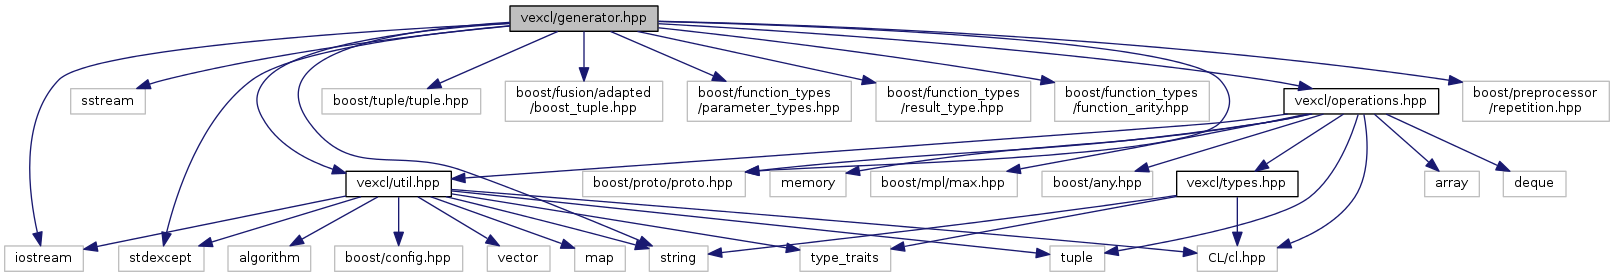 vexcl/generator.hpp
sstream
boost/tuple/tuple.hpp
boost/fusion/adapted
/boost_tuple.hpp
boost/function_types
/parameter_types.hpp
boost/function_types
/result_type.hpp
boost/function_types
/function_arity.hpp
vexcl/operations.hpp
boost/preprocessor
/repetition.hpp
vexcl/util.hpp
boost/proto/proto.hpp
memory
boost/mpl/max.hpp
boost/any.hpp
vexcl/types.hpp
array
deque
iostream
stdexcept
algorithm
boost/config.hpp
vector
map
string
type_traits
tuple
CL/cl.hpp